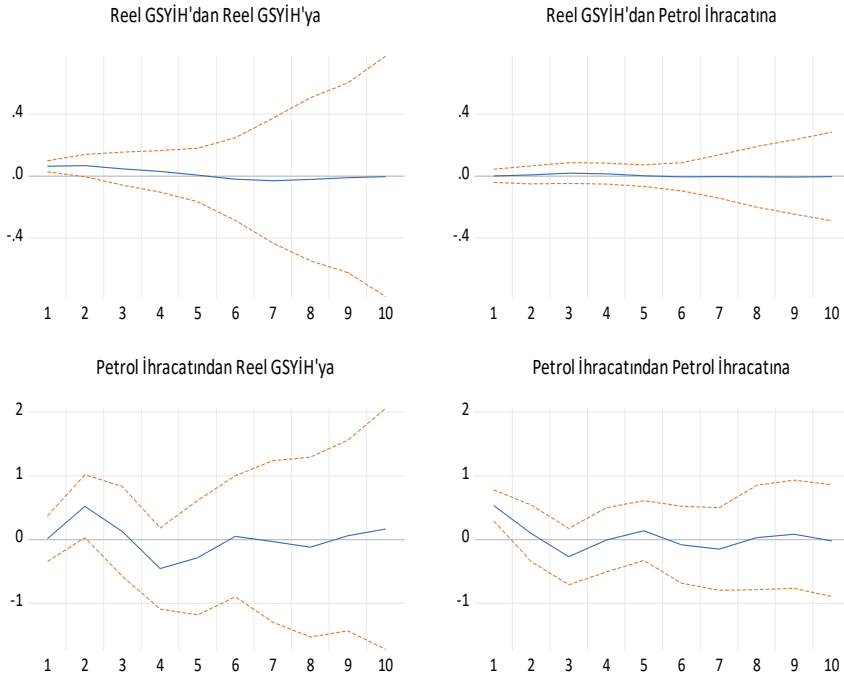 Reel GSYİH'dan Reel GSYİH'ya
Reel GSYİH'dan Petrol İhracatına
.4
.0
-.4
1 2 3 4 5 6 7 8 9 10
.4
.0
-.4
1 2 3 4 5 6 7 8 9 10
Petrol İhracatından Reel GSYİH'ya
Petrol İhracatından Petrol İhracatına
2
1
0
-1
1 2 3 4 5 6 7 8 9 10
2
1
0
-1
1 2 3 4 5 6 7 8 9 10